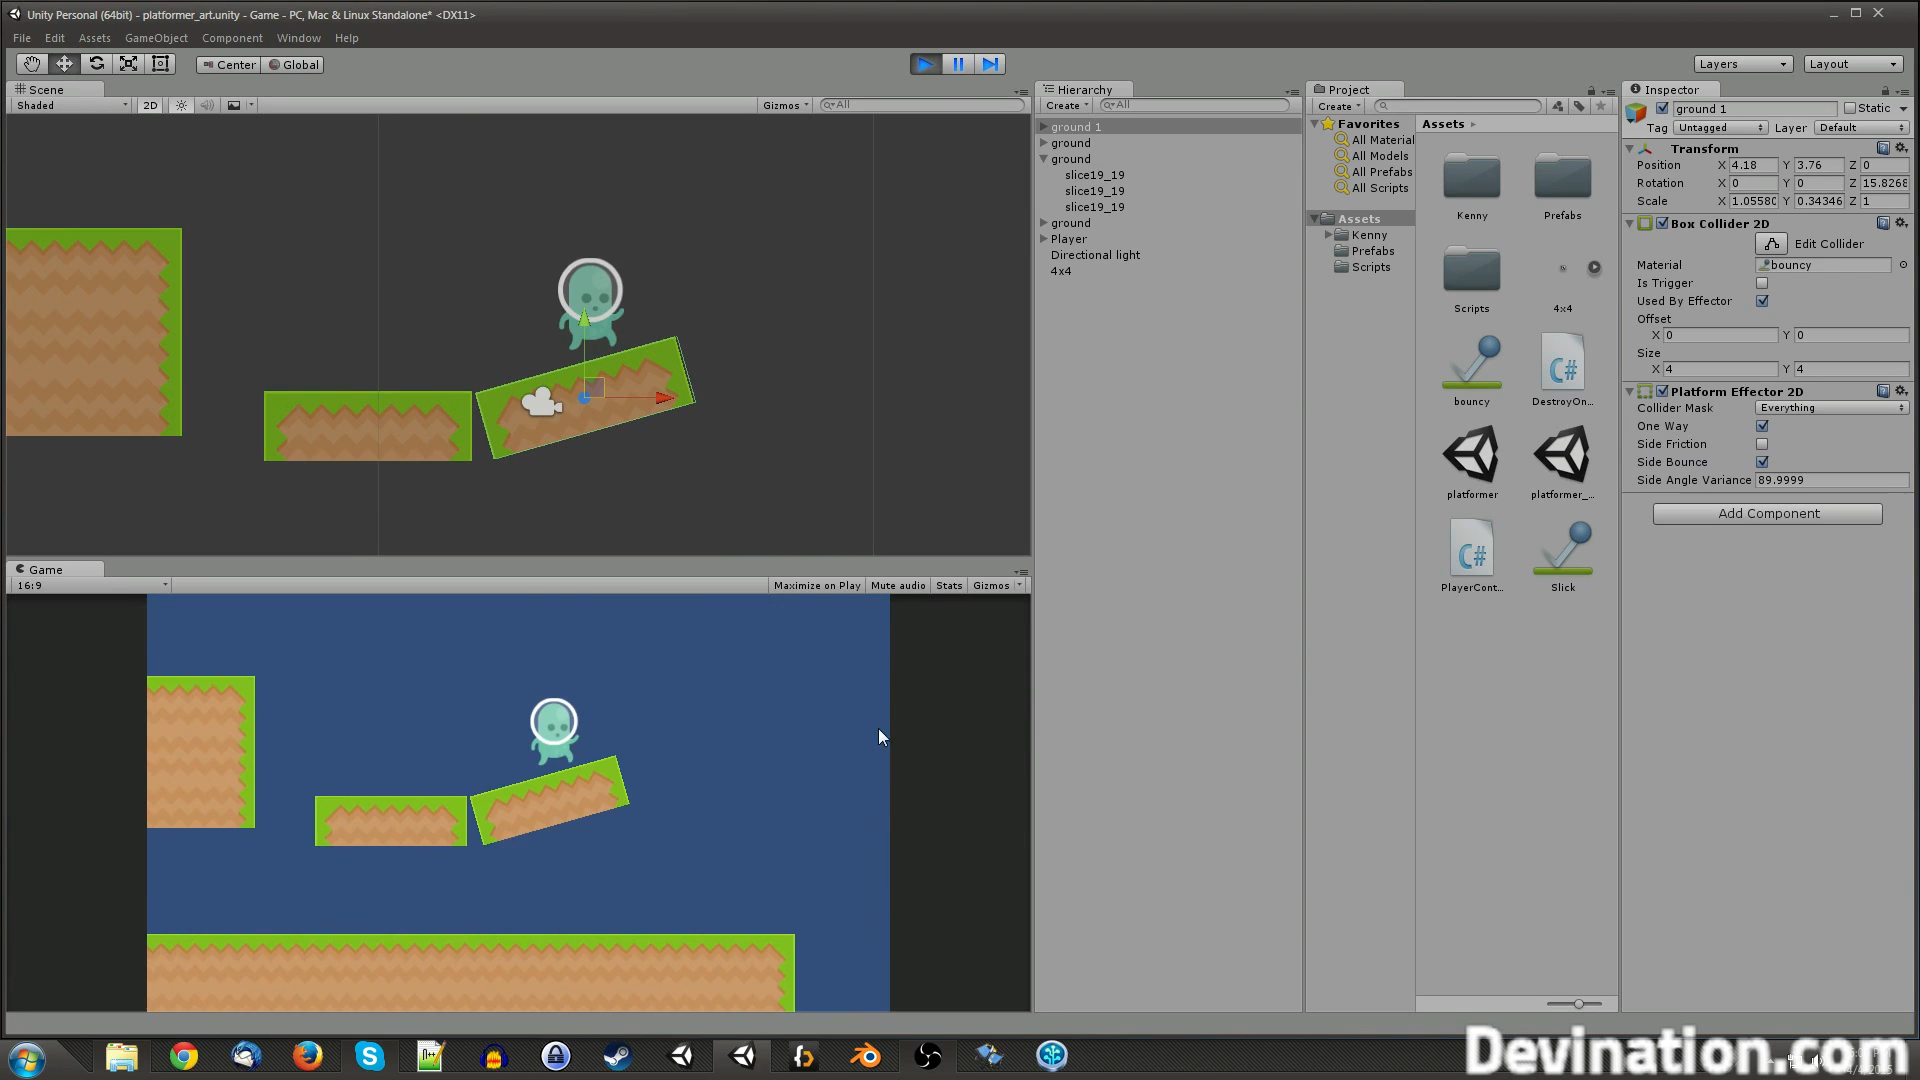 Unity Personal (64bit) - platformer_art.unity - Game - PC, Mac & Linux Standalone* <DX11>
File Edit Assets GameObject Component Window Help
Center Global
Layers Layout
Scene
Shaded 2D Gizmos All
Hierarchy
Create All
ground 1
ground
ground
slice19_19
slice19_19
slice19_19
ground
Player
Directional light
4x4
Project
Create
Favorites
All Material
All Models
All Prefabs
All Scripts
Assets
Kenny
Prefabs
Scripts
Assets
Kenny Prefabs
Scripts 4x4
bouncy DestroyOn...
platformer platformer_...
PlayerCont... Slick
Inspector
ground 1 Static
Tag Untagged Layer Default
Transform
Position X 4.18 Y 3.76 Z 0
Rotation X 0 Y 0 Z 15.8268
Scale X 1.0558 Y 0.34346 Z 1
Box Collider 2D
Edit Collider
Material bouncy
Is Trigger
Used By Effector
Offset
X 0 Y 0
Size
X 4 Y 4
Platform Effector 2D
Collider Mask Everything
One Way
Side Friction
Side Bounce
Side Angle Variance 89.9999
Add Component
Game
16:9 Maximize on Play Mute audio Stats Gizmos
Devination.com